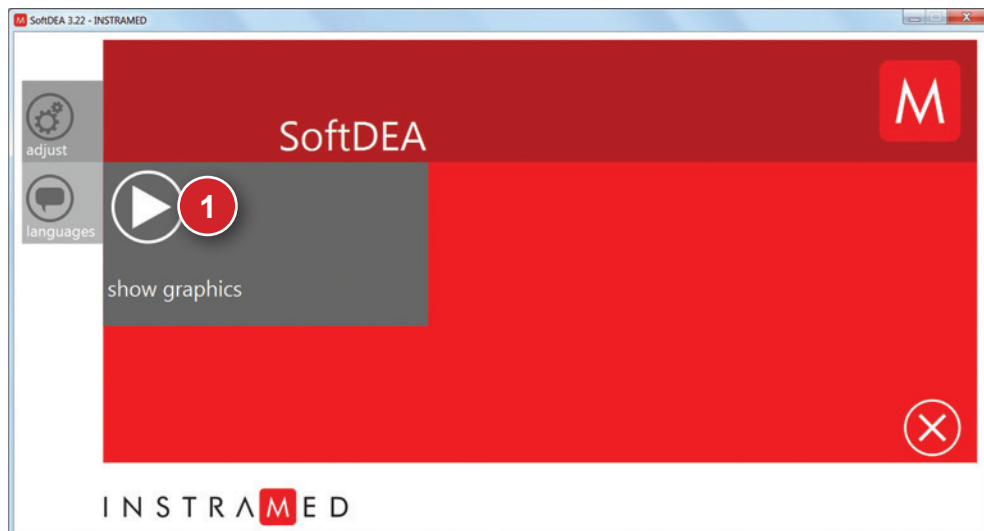 SoftDEA 3.22 - INSTRAMED
M
SoftDEA
adjust
languages
1
show graphics
INSTRAMED